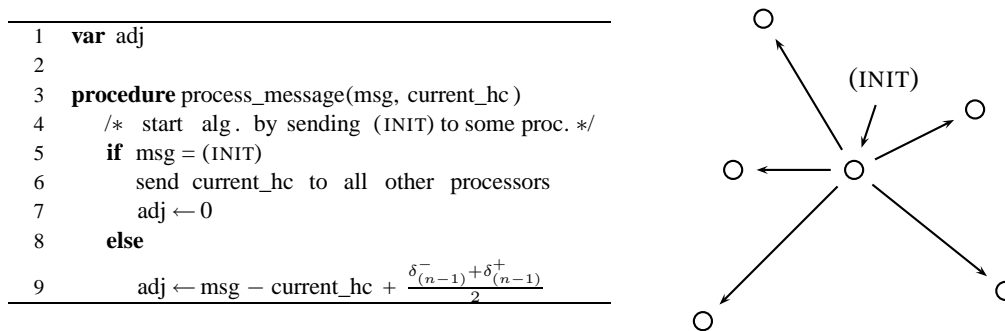 1 var adj
2
3 procedure process_message(msg, current_hc)
4 /* start alg. by sending (INIT) to some proc. */
5 if msg = (INIT)
6 send current_hc to all other processors
7 adj ← 0
8 else
9 adj ← msg − current_hc + \frac{δ^-_{(n-1)}+δ^+_{(n-1)}}{2}
(INIT)